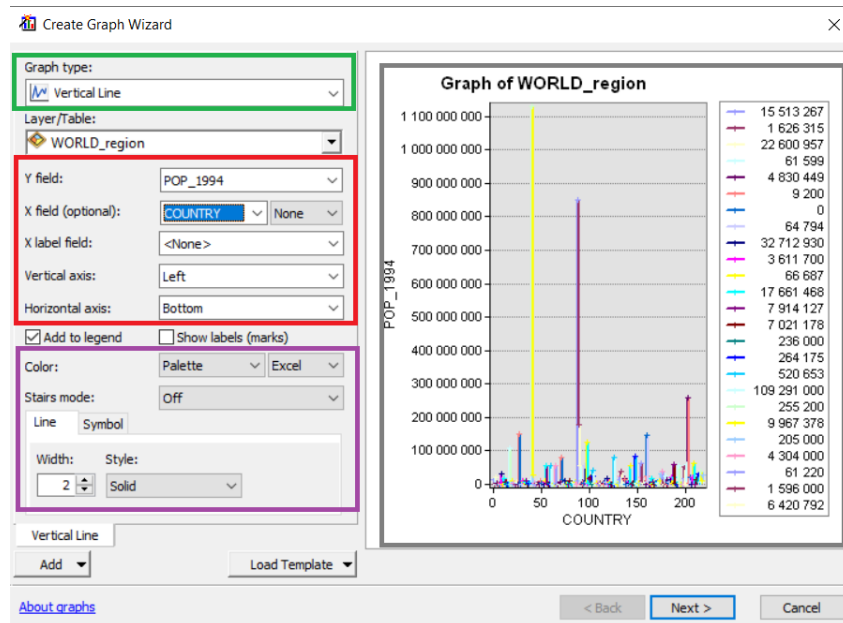 Create Graph Wizard
Graph type:
Vertical Line
Layer/Table:
WORLD_region
Y field: POP_1994
X field (optional): COUNTRY None
X label field: <None>
Vertical axis: Left
Horizontal axis: Bottom
Add to legend Show labels (marks)
Color: Palette Excel
Stairs mode: Off
Line Symbol
Width: Style:
2 Solid
Vertical Line
Add Load Template
Graph of WORLD_region
1 100 000 000
1 000 000 000
900 000 000
800 000 000
700 000 000
600 000 000
500 000 000
400 000 000
300 000 000
200 000 000
100 000 000
0
POP_1994
0 50 100 150 200
COUNTRY
15 513 267
1 626 315
22 600 957
61 599
4 830 449
9 200
0
64 794
32 712 930
3 611 700
66 687
17 661 468
7 914 127
7 021 178
236 000
264 175
520 653
109 291 000
255 200
9 967 378
205 000
4 304 000
61 220
1 596 000
6 420 792
About graphs
< Back Next > Cancel